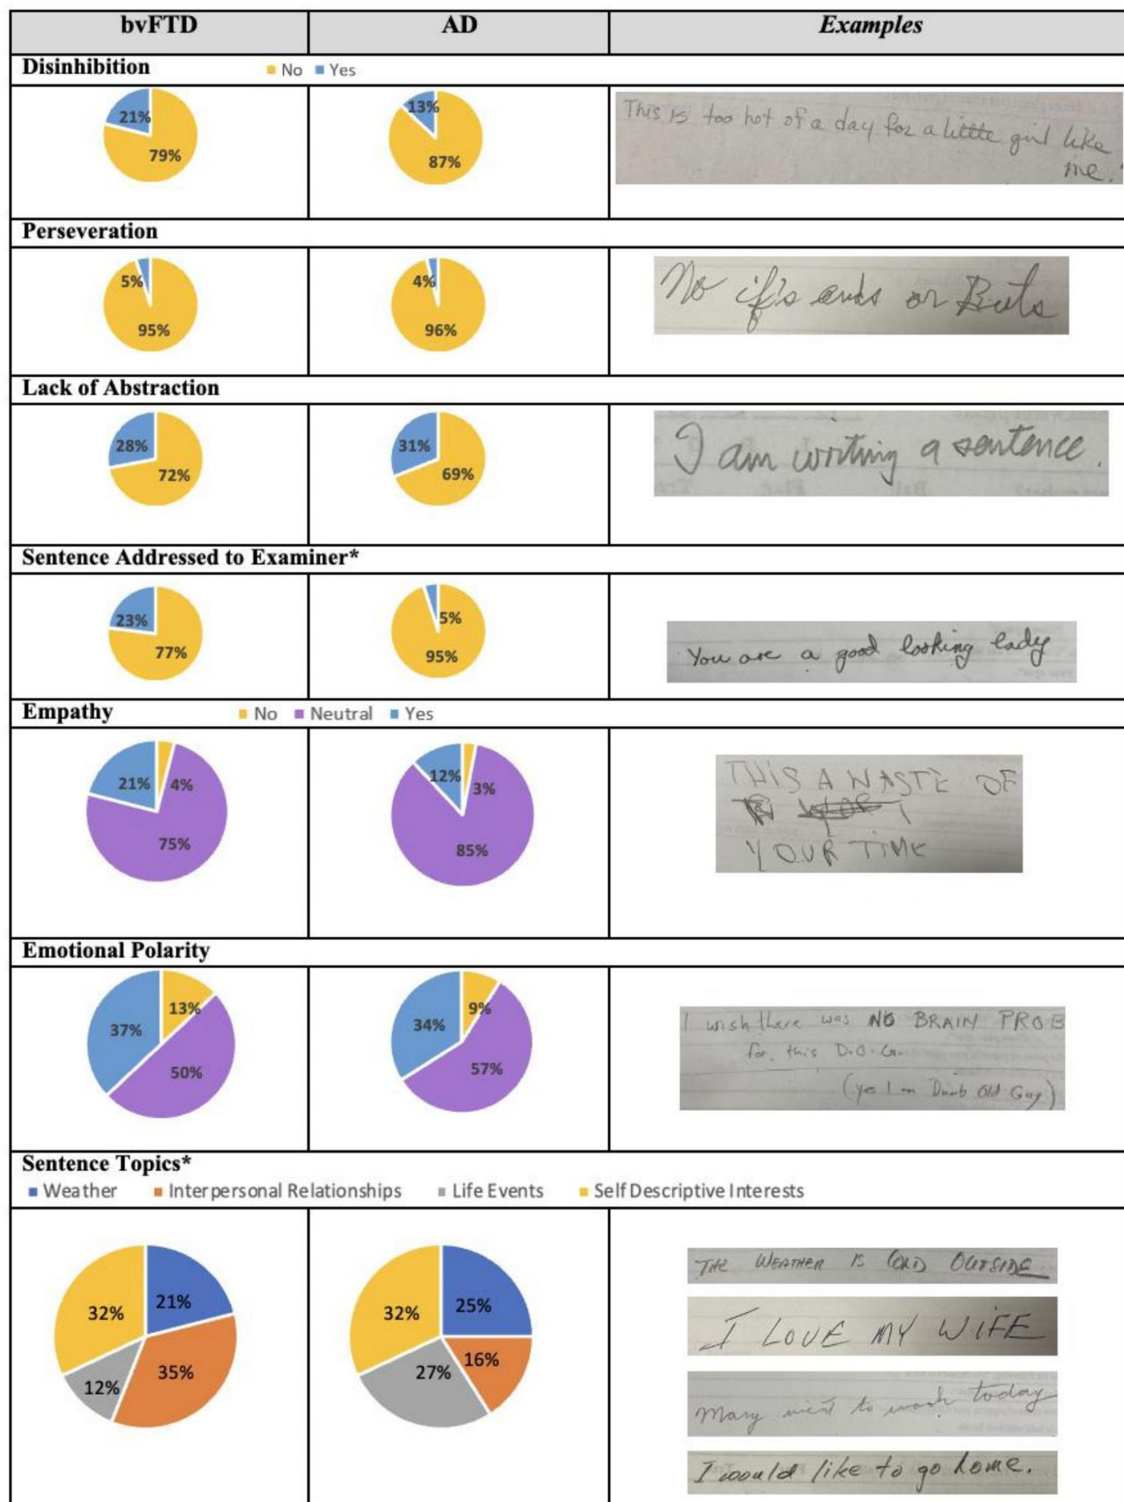 bvFTD AD Examples
Disinhibition No Yes
21% 79%
13% 87%
This is too hot of a day for a little girl like
me.
Perseveration
5% 95%
4% 96%
No if's ands or Buts
Lack of Abstraction
28% 72%
31% 69%
I am writing a sentence.
Sentence Addressed to Examiner*
23% 77%
5% 95%
You are a good looking lady
Empathy No Neutral Yes
21% 4% 75%
12% 3% 85%
THIS A WASTE OF
YOUR TIME
Emotional Polarity
37% 13% 50%
34% 9% 57%
I wish there was NO BRAIN PROB
for this D.O.G.
(yes I am Dumb Old Guy)
Sentence Topics*
Weather Interpersonal Relationships Life Events Self Descriptive Interests
32% 21% 12% 35%
32% 25% 27% 16%
THE WEATHER IS COLD OUTSIDE
I LOVE MY WIFE
Mary went to wash today
I would like to go home.